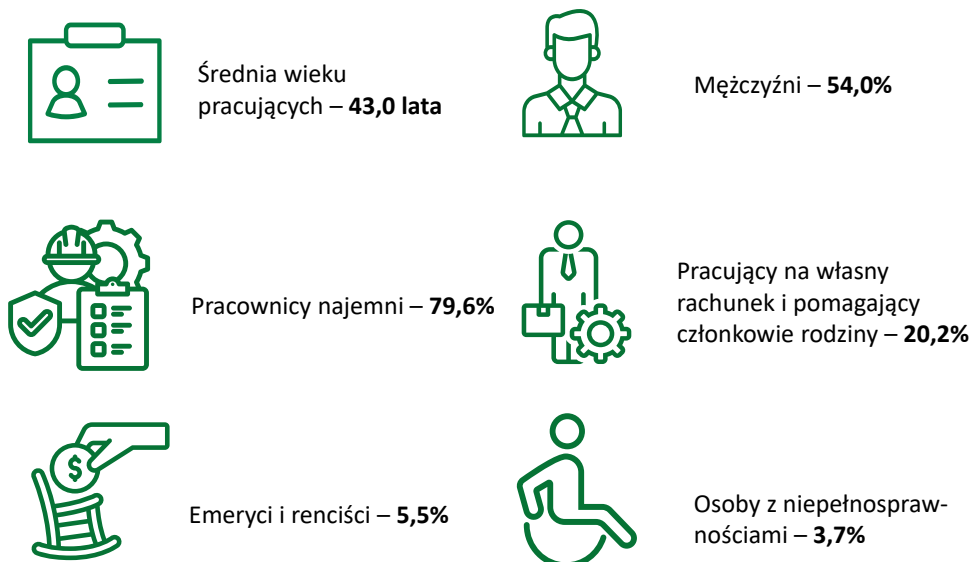 Średnia wieku
pracujących – 43,0 lata
Mężczyźni – 54,0%
Pracownicy najemni – 79,6%
Pracujący na własny
rachunek i pomagający
członkowie rodziny – 20,2%
$
Emeryci i renciści – 5,5%
Osoby z niepełnospraw-
nościami – 3,7%